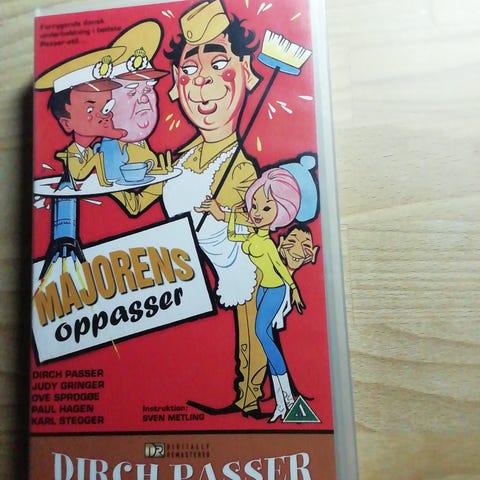 Forrygende dansk
underholdning i bedste
Passer-stil...
MAJORENS
oppasser
DIRCH PASSER
JUDY GRINGER
OVE SPROGØE
PAUL HAGEN
KARL STEGGER
Instruktion:
SVEN METHLING
A
DR DIGITALLY
REMASTERED
DIRCH PASSER